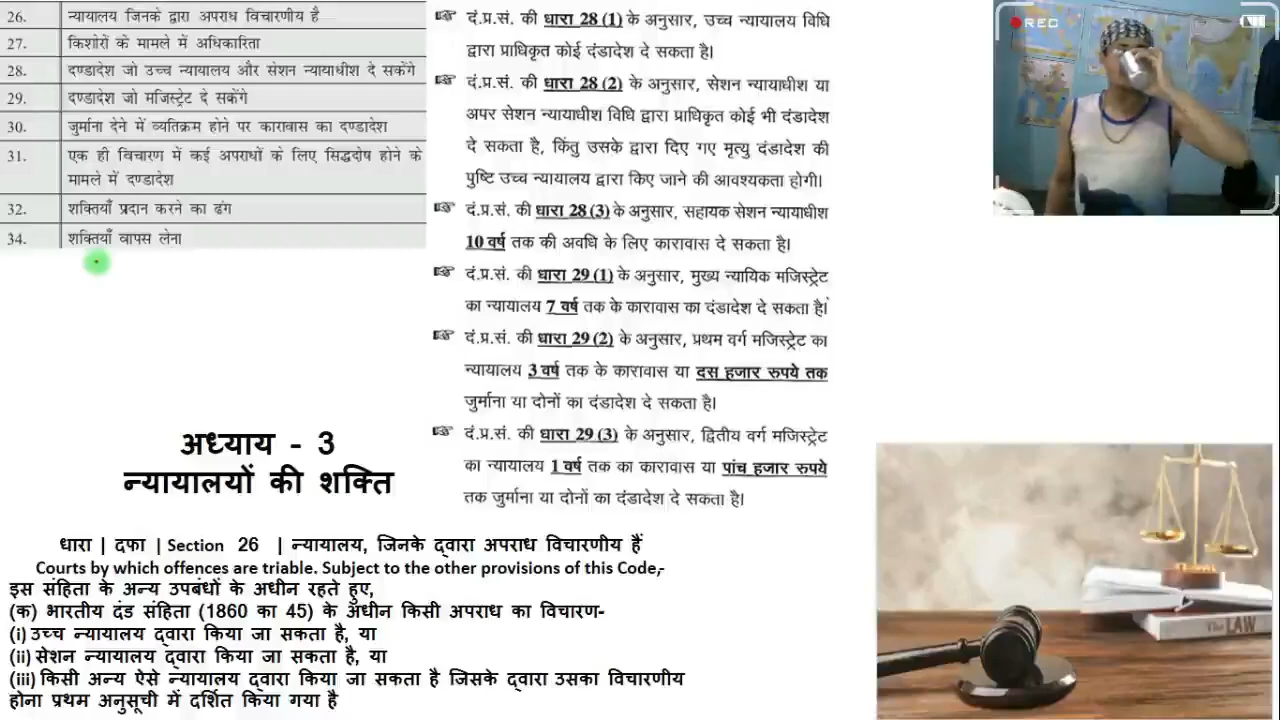 26. न्यायालय जिनके द्वारा अपराध विचारणीय है
27. किशोरों के मामले में अधिकारिता
28. दण्डादेश जो उच्च न्यायालय और सेशन न्यायाधीश दे सकेंगे
29. दण्डादेश जो मजिस्ट्रेट दे सकेंगे
30. जुर्माना देने में व्यतिक्रम होने पर कारावास का दण्डादेश
31. एक ही विचारण में कई अपराधों के लिए सिद्धदोष होने के
मामले में दण्डादेश
32. शक्तियाँ प्रदान करने का ढंग
34. शक्तियाँ वापस लेना
दं.प्र.सं. की धारा 28 (1) के अनुसार, उच्च न्यायालय विधि
द्वारा प्राधिकृत कोई दंडादेश दे सकता है।
दं.प्र.सं. की धारा 28 (2) के अनुसार, सेशन न्यायाधीश या
अपर सेशन न्यायाधीश विधि द्वारा प्राधिकृत कोई भी दंडादेश
दे सकता है, किंतु उसके द्वारा दिए गए मृत्यु दंडादेश की
पुष्टि उच्च न्यायालय द्वारा किए जाने की आवश्यकता होगी।
दं.प्र.सं. की धारा 28 (3) के अनुसार, सहायक सेशन न्यायाधीश
10 वर्ष तक की अवधि के लिए कारावास दे सकता है।
दं.प्र.सं. की धारा 29 (1) के अनुसार, मुख्य न्यायिक मजिस्ट्रेट
का न्यायालय 7 वर्ष तक के कारावास का दंडादेश दे सकता है।
दं.प्र.सं. की धारा 29 (2) के अनुसार, प्रथम वर्ग मजिस्ट्रेट का
न्यायालय 3 वर्ष तक के कारावास या दस हजार रुपये तक
जुर्माना या दोनों का दंडादेश दे सकता है।
दं.प्र.सं. की धारा 29 (3) के अनुसार, द्वितीय वर्ग मजिस्ट्रेट
का न्यायालय 1 वर्ष तक का कारावास या पांच हजार रुपये
तक जुर्माना या दोनों का दंडादेश दे सकता है।
REC
अध्याय - 3
न्यायालयों की शक्ति
धारा | दफा | Section 26 | न्यायालय, जिनके द्वारा अपराध विचारणीय हैं
Courts by which offences are triable. Subject to the other provisions of this Code,-
इस संहिता के अन्य उपबंधों के अधीन रहते हुए,
(क) भारतीय दंड संहिता (1860 का 45) के अधीन किसी अपराध का विचारण-
(i) उच्च न्यायालय द्वारा किया जा सकता है, या
(ii) सेशन न्यायालय द्वारा किया जा सकता है, या
(iii) किसी अन्य ऐसे न्यायालय द्वारा किया जा सकता है जिसके द्वारा उसका विचारणीय
होना प्रथम अनुसूची में दर्शित किया गया है
The LAW